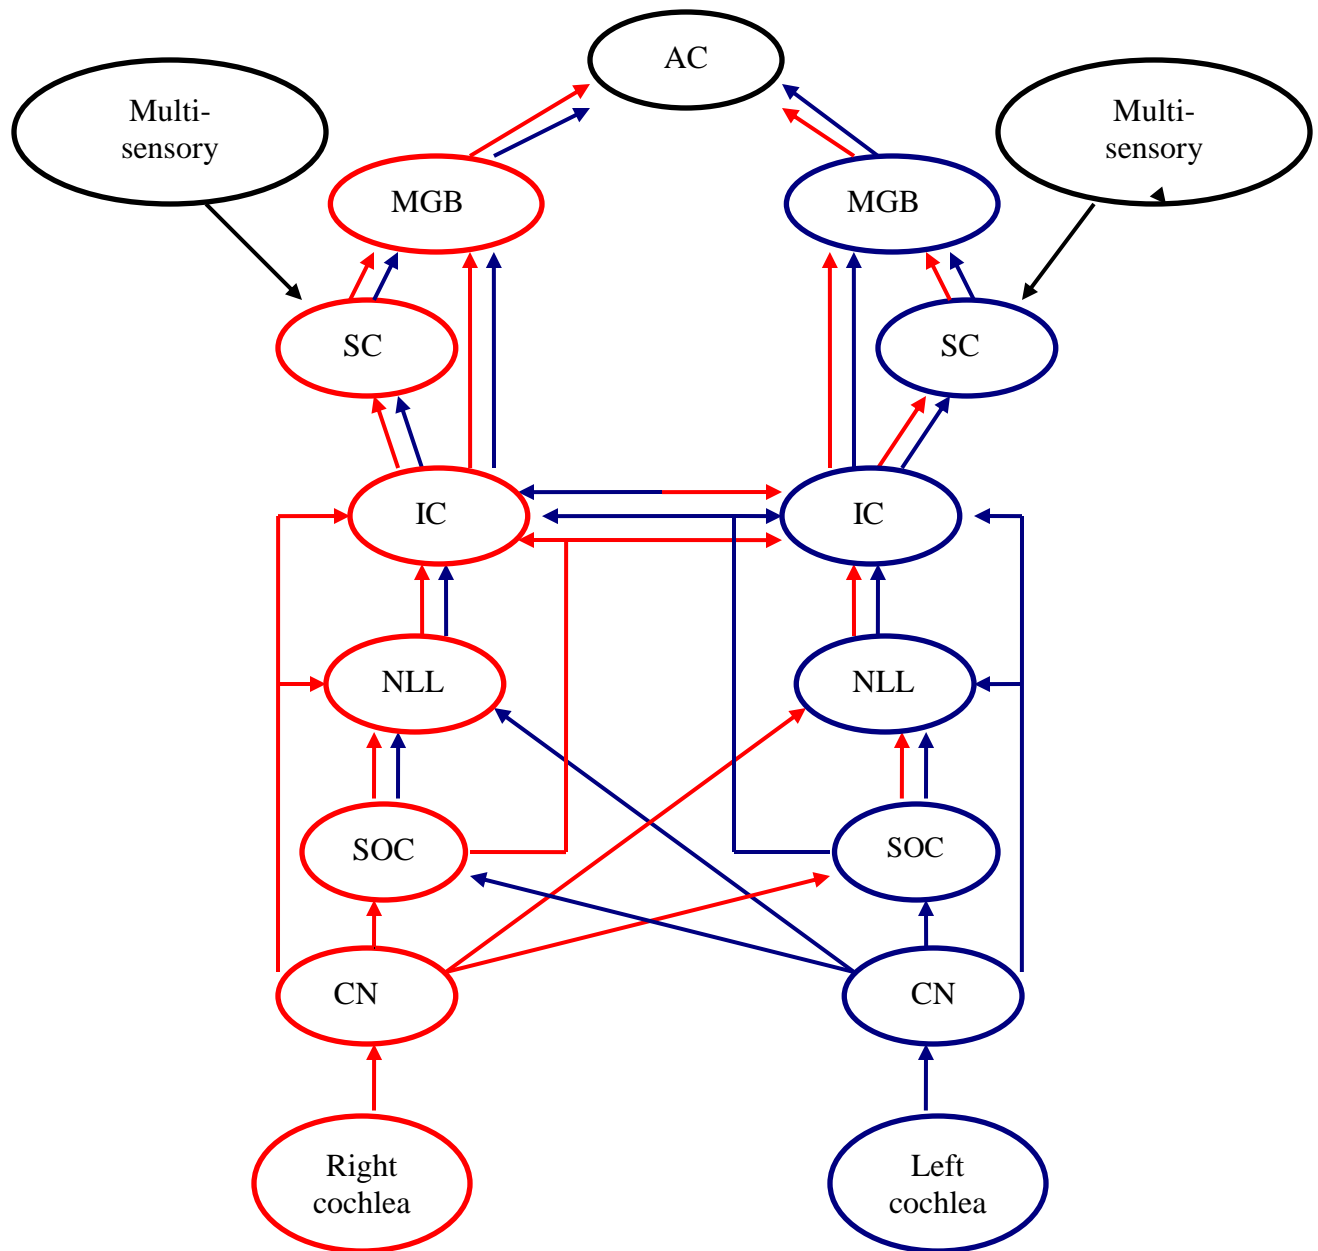 AC
Multi-
sensory
Multi-
sensory
MGB
MGB
SC
SC
IC
IC
NLL
NLL
SOC
SOC
CN
CN
Right
cochlea
Left
cochlea